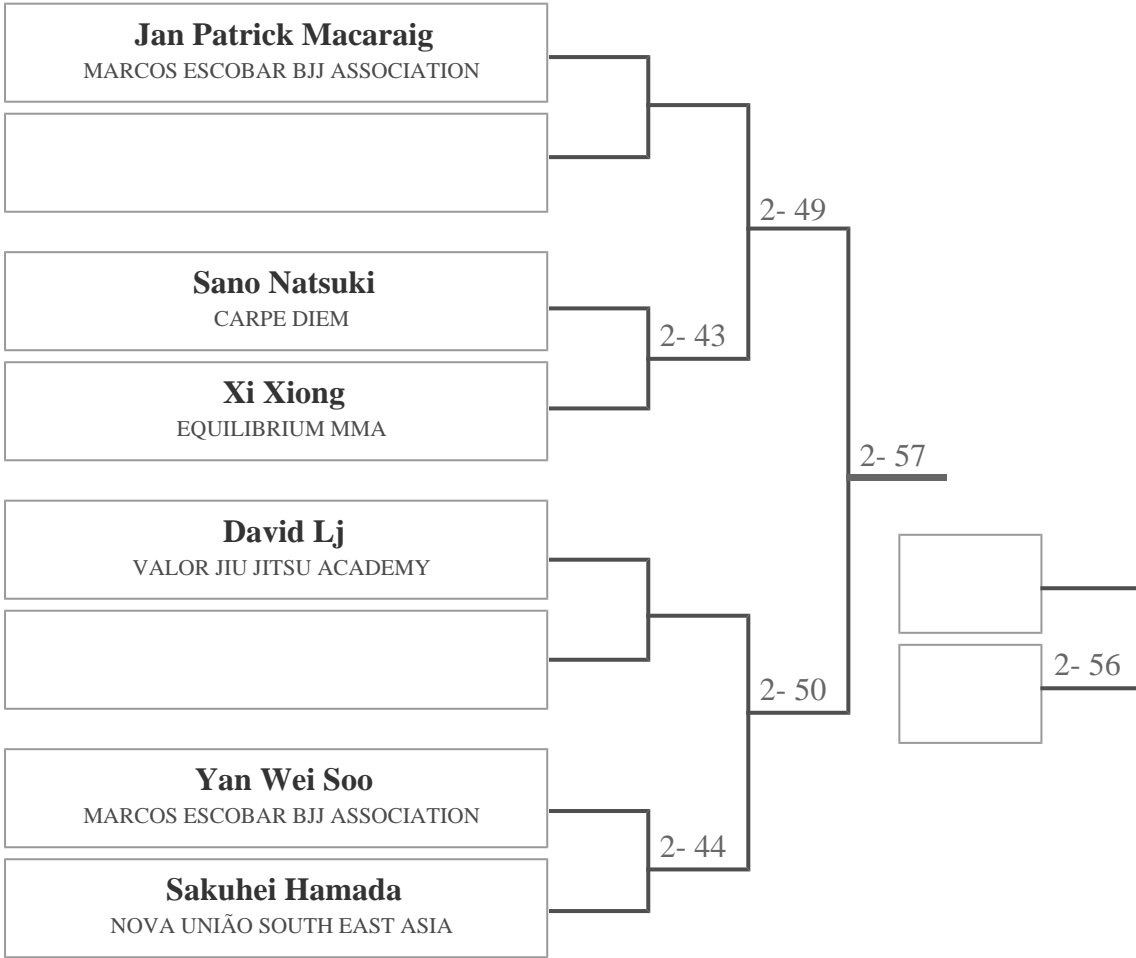 Jan Patrick Macaraig
MARCOS ESCOBAR BJJ ASSOCIATION
2- 49
Sano Natsuki
CARPE DIEM
2- 43
Xi Xiong
EQUILIBRIUM MMA
2- 57
David Lj
VALOR JIU JITSU ACADEMY
2- 56
2- 50
Yan Wei Soo
MARCOS ESCOBAR BJJ ASSOCIATION
2- 44
Sakuhei Hamada
NOVA UNIÃO SOUTH EAST ASIA